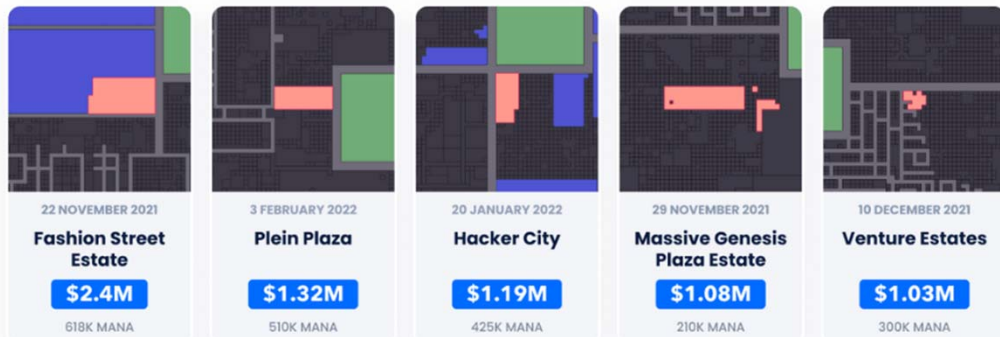 22 NOVEMBER 2021
Fashion Street
Estate
$2.4M
618K MANA
3 FEBRUARY 2022
Plein Plaza
$1.32M
510K MANA
20 JANUARY 2022
Hacker City
$1.19M
425K MANA
29 NOVEMBER 2021
Massive Genesis
Plaza Estate
$1.08M
210K MANA
10 DECEMBER 2021
Venture Estates
$1.03M
300K MANA